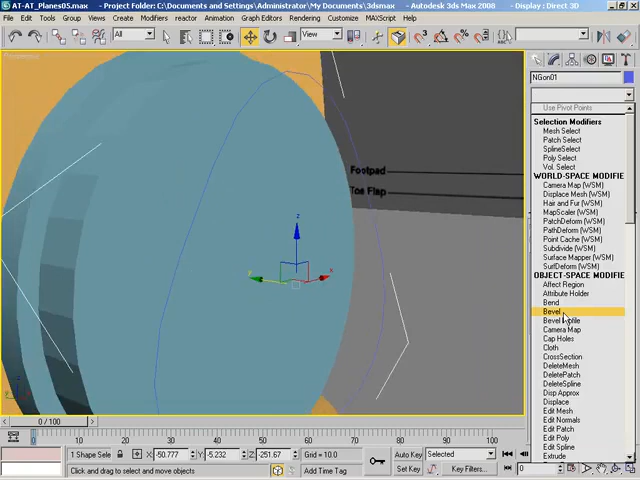 AT-AT_Planes05.max - Project Folder: C:\Documents and Settings\Administrator\My Documents\3dsmax - Autodesk 3ds Max 2008 - Display : Direct 3D
File Edit Tools Group Views Create Modifiers Animation Graph Editors Rendering Customize MAXScript Help
All View
NGon01
Use Pivot Points
Selection Modifiers
Mesh Select
Patch Select
SplineSelect
Poly Select
Vol. Select
WORLD-SPACE MODIFIE
Camera Map (WSM)
Displace Mesh (WSM)
Hair and Fur (WSM)
MapScaler (WSM)
PatchDeform (WSM)
PathDeform (WSM)
Point Cache (WSM)
Subdivide (WSM)
Surface Mapper (WSM)
SurfDeform (WSM)
OBJECT-SPACE MODIFIE
Affect Region
Attribute Holder
Bend
Bevel
Bevel Profile
Camera Map
Cap Holes
Cloth
CrossSection
DeleteMesh
DeletePatch
DeleteSpline
Disp Approx
Displace
Edit Mesh
Edit Normals
Edit Patch
Edit Poly
Edit Spline
Extrude
Footpad
Toe Flap
z
y
x
0 / 100
0 10 20 30 40 50 60 70 80 90 100
1 Shape Sele X: -50.777 Y: -5.232 Z: -251.67 Grid = 10.0 Auto Key Selected
Click and drag to select and move objects Add Time Tag Set Key Key Filters... 0